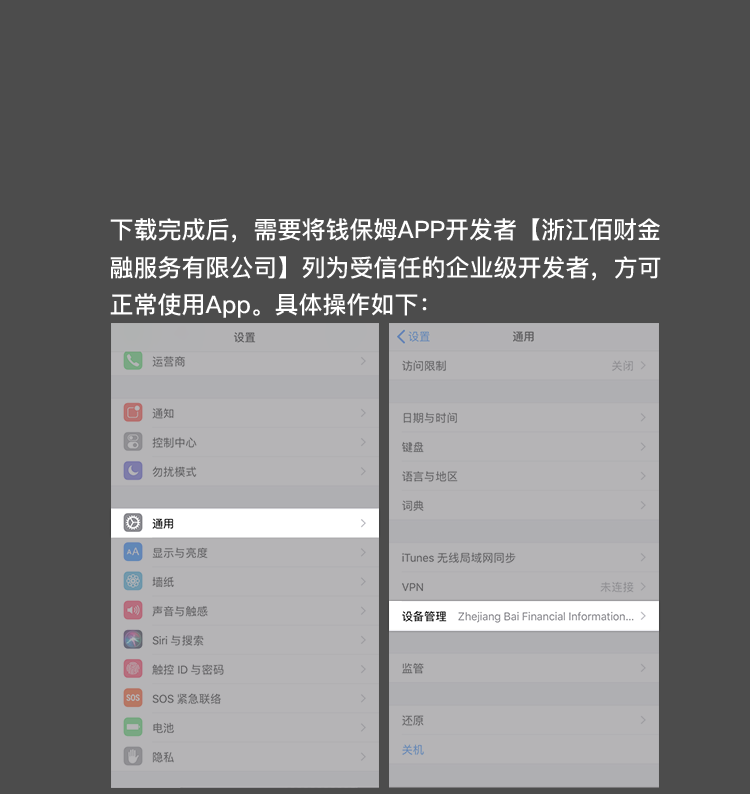 下载完成后，需要将钱保姆APP开发者【浙江佰财金
融服务有限公司】列为受信任的企业级开发者，方可
正常使用App。具体操作如下：
设置
运营商
通知
控制中心
勿扰模式
通用
AA 显示与亮度
墙纸
声音与触感
Siri 与搜索
触控 ID 与密码
SOS SOS 紧急联络
电池
隐私
设置 通用
访问限制 关闭
日期与时间
键盘
语言与地区
词典
iTunes 无线局域网同步
VPN 未连接
设备管理 Zhejiang Bai Financial Information...
监管
还原
关机